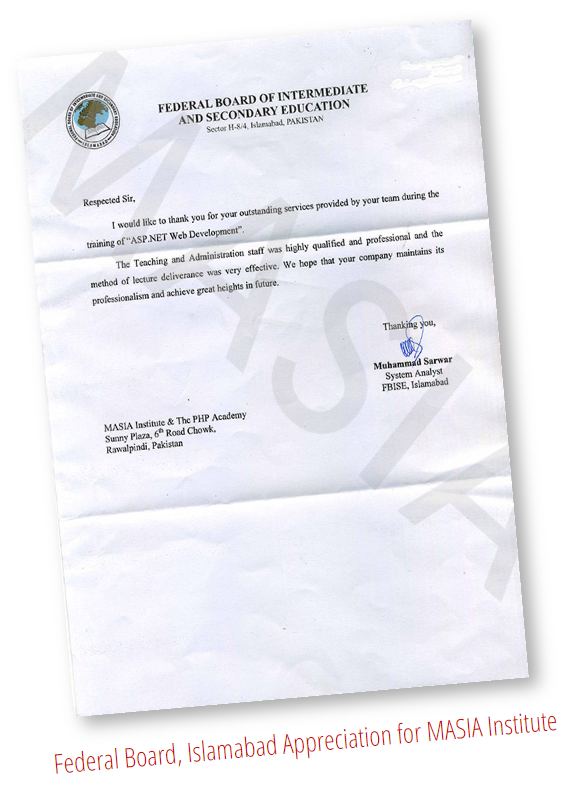 FEDERAL BOARD OF INTERMEDIATE
AND SECONDARY EDUCATION
Sector H-8/4, Islamabad, PAKISTAN
Respected Sir,
I would like to thank you for your outstanding services provided by your team during the
training of "ASP.NET Web Development".
The Teaching and Administration staff was highly qualified and professional and the
method of lecture deliverance was very effective. We hope that your company maintains its
professionalism and achieve great heights in future.
Thanking you,
Muhammad Sarwar
System Analyst
FBISE, Islamabad
MASIA Institute & The PHP Academy
Sunny Plaza, 6th Road Chowk,
Rawalpindi, Pakistan
MASIA
Federal Board, Islamabad Appreciation for MASIA Institute